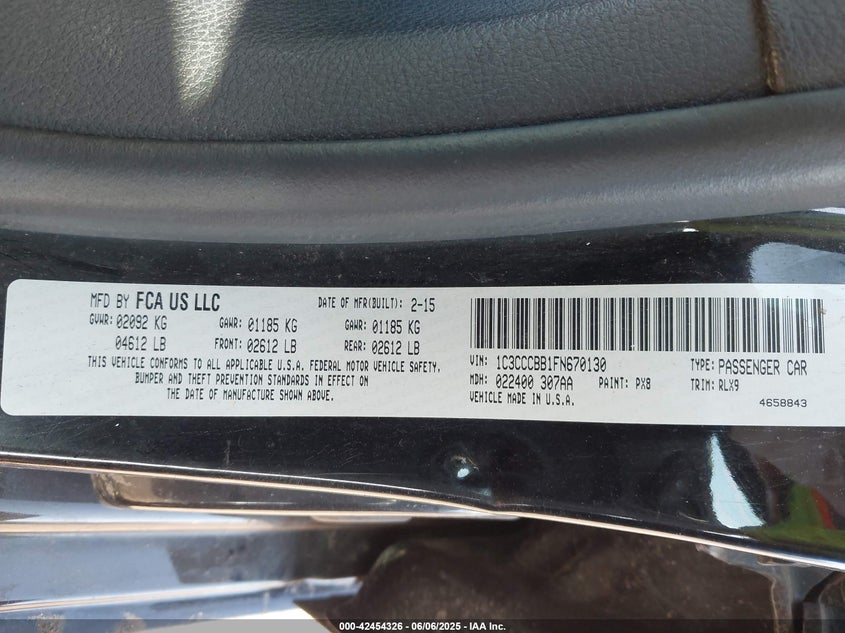 MFD BY FCA US LLC DATE OF MFR(BUILT): 2-15
GVWR: 02092 KG GAWR: 01185 KG GAWR: 01185 KG
04612 LB FRONT: 02612 LB REAR: 02612 LB
THIS VEHICLE CONFORMS TO ALL APPLICABLE U.S.A. FEDERAL MOTOR VEHICLE SAFETY,
BUMPER AND THEFT PREVENTION STANDARDS IN EFFECT ON
THE DATE OF MANUFACTURE SHOWN ABOVE.
VIN: 1C3CCCBB1FN670130 TYPE: PASSENGER CAR
MDH: 022400 307AA PAINT: PX8 TRIM: RLX9
VEHICLE MADE IN U.S.A. 4658843
000-42454326 - 06/06/2025 - IAA Inc.